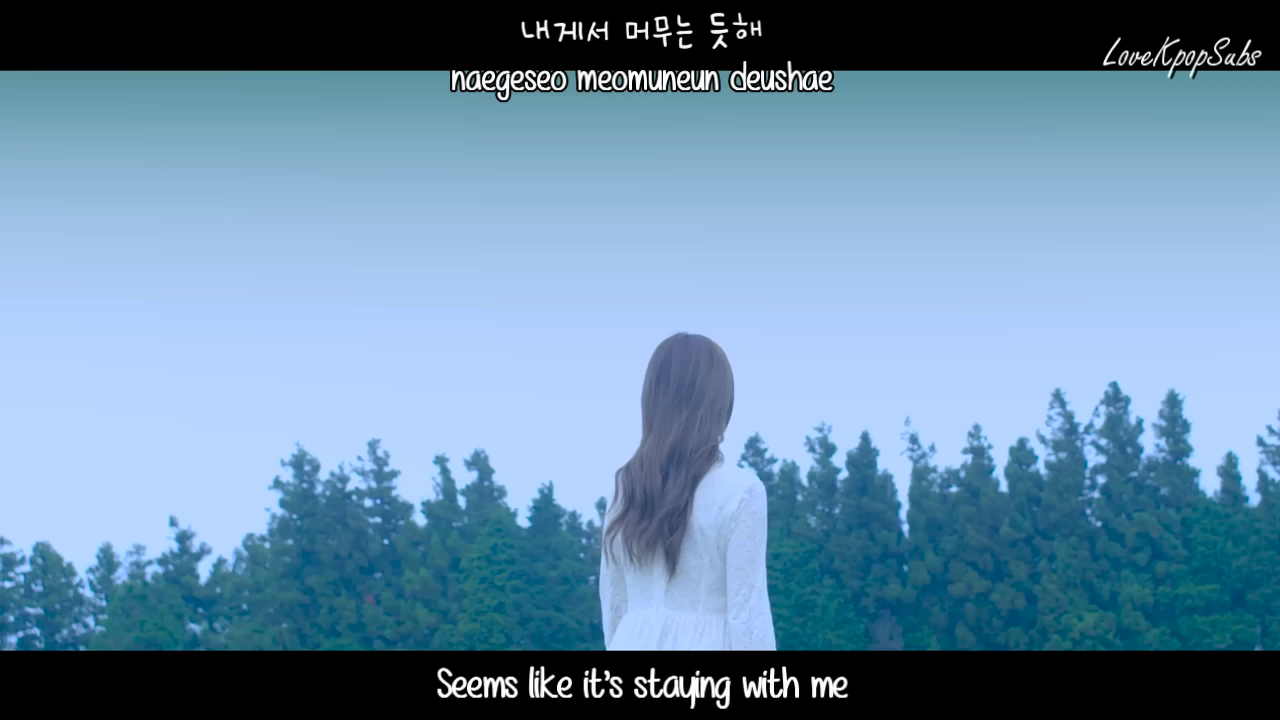 내게서 머무는 듯해
LoveKpopSubs
naegeseo meomuneun deushae
Seems like it's staying with me